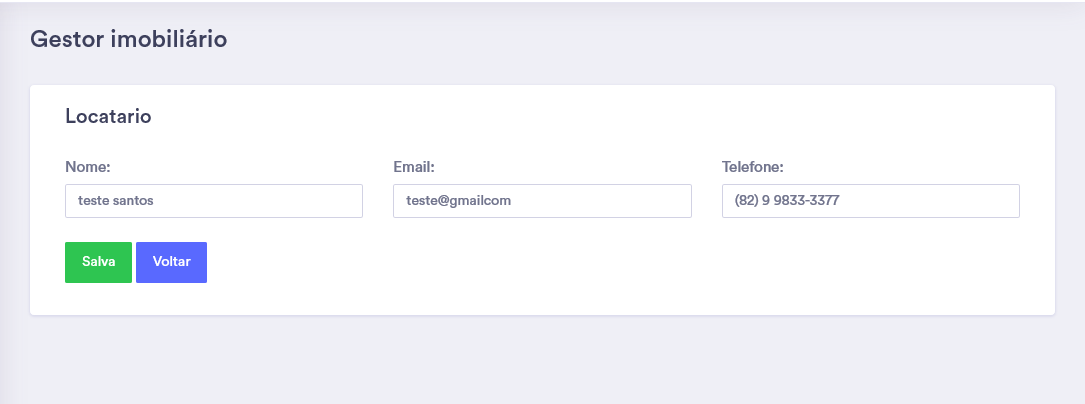 Gestor imobiliário
Locatario
Nome: Email: Telefone:
teste santos teste@gmailcom (82) 9 9833-3377
Salva Voltar